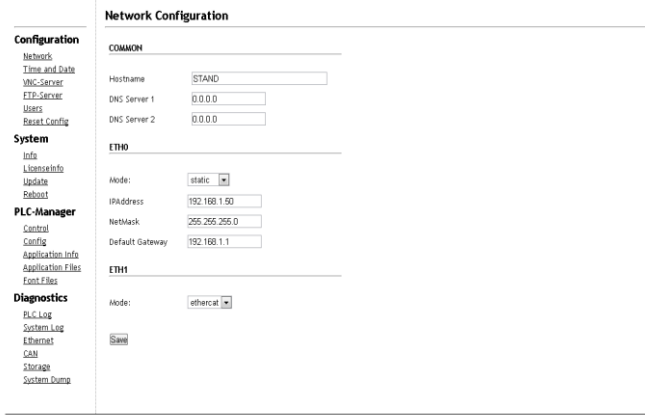 Network Configuration
Configuration
Network
Time and Date
VNC-Server
FTP-Server
Users
Reset Config
System
Info
Licenseinfo
Update
Reboot
PLC-Manager
Control
Config
Application Info
Application Files
Font Files
Diagnostics
PLC Log
System Log
Ethernet
CAN
Storage
System Dump
COMMON
Hostname STAND
DNS Server 1 0.0.0.0
DNS Server 2 0.0.0.0
ETH0
Mode: static
IPAddress 192.168.1.50
NetMask 255.255.255.0
Default Gateway 192.168.1.1
ETH1
Mode: ethercat
Save